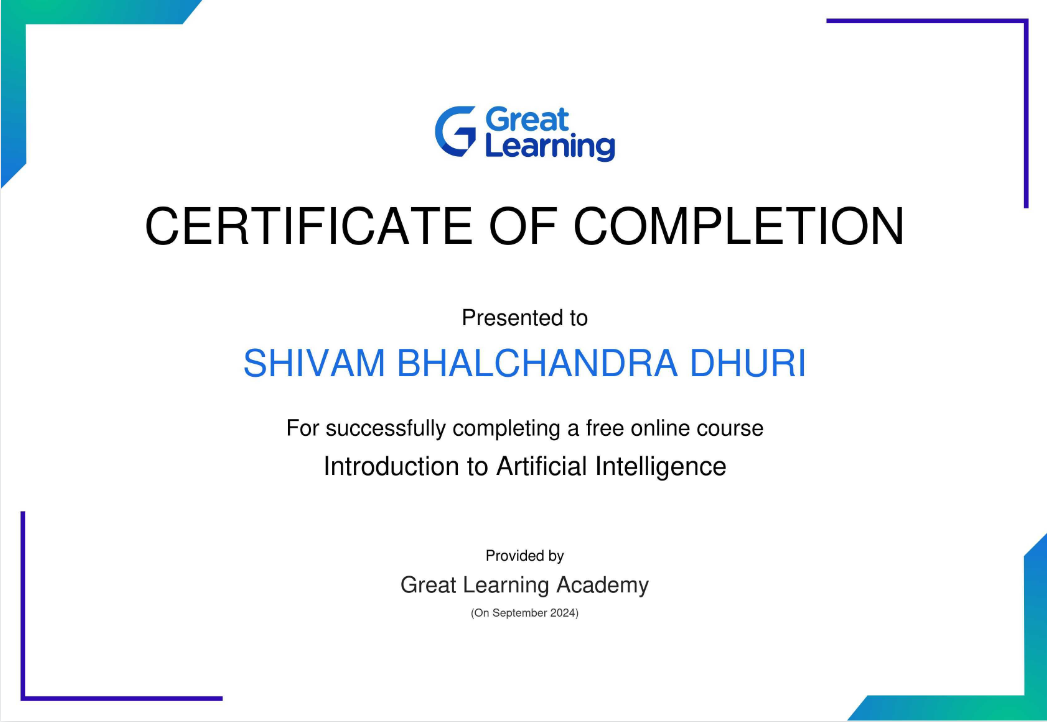 Great
Learning
CERTIFICATE OF COMPLETION
Presented to
SHIVAM BHALCHANDRA DHURI
For successfully completing a free online course
Introduction to Artificial Intelligence
Provided by
Great Learning Academy
(On September 2024)